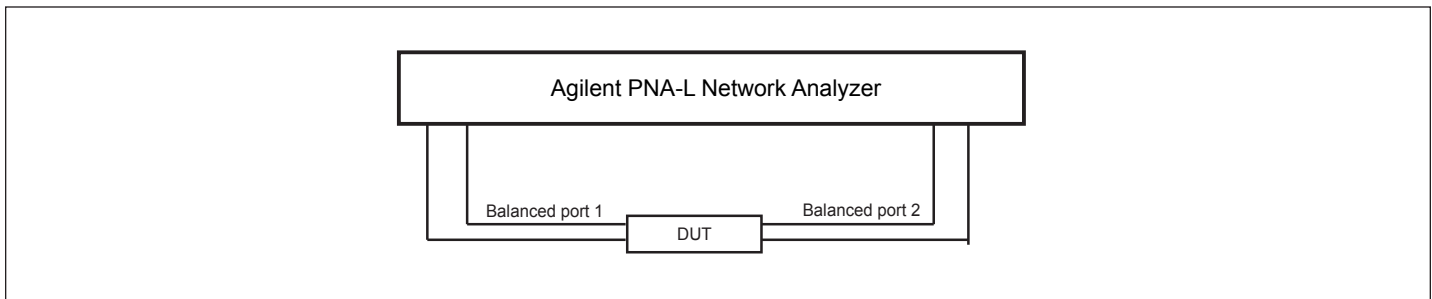 Agilent PNA-L Network Analyzer
Balanced port 1
Balanced port 2
DUT